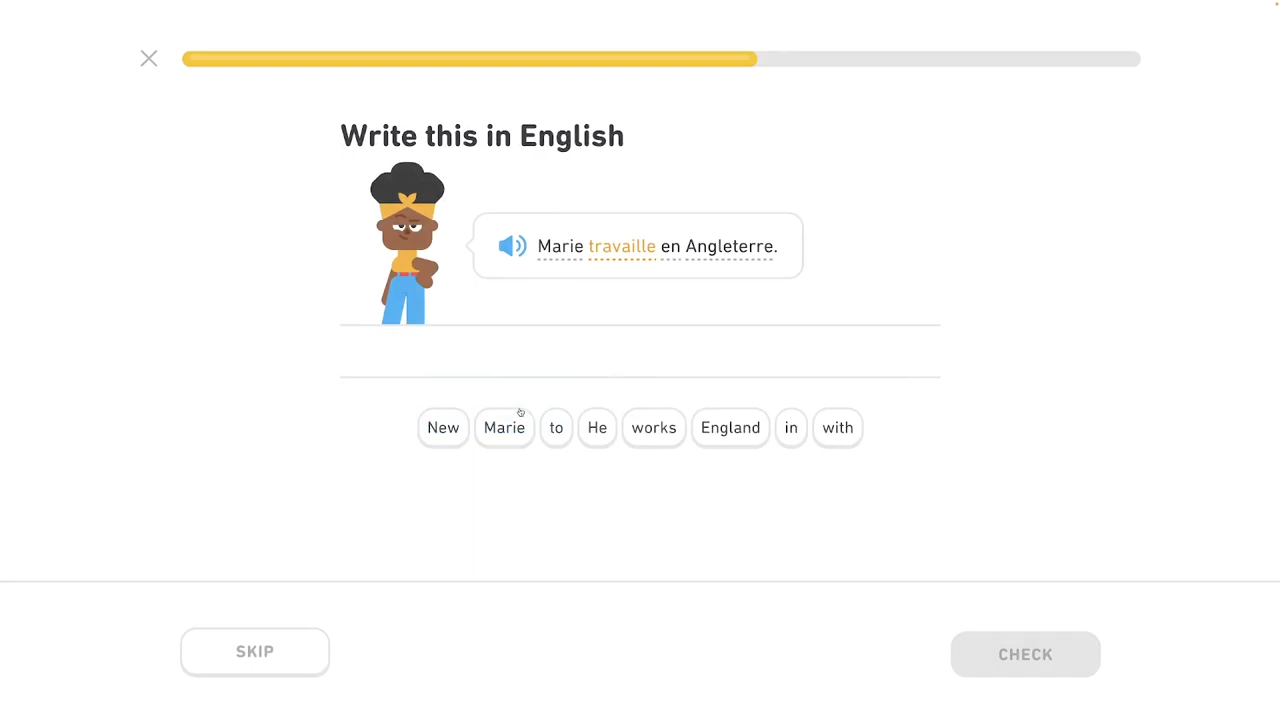 Write this in English
Marie travaille en Angleterre.
New Marie to He works England in with
SKIP CHECK